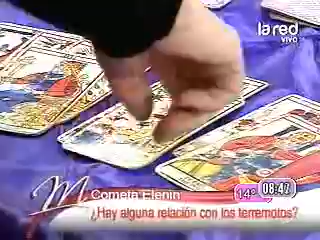 la red
VIVO
M
Cometa Elenin
14° 08:47
¿Hay alguna relación con los terremotos?